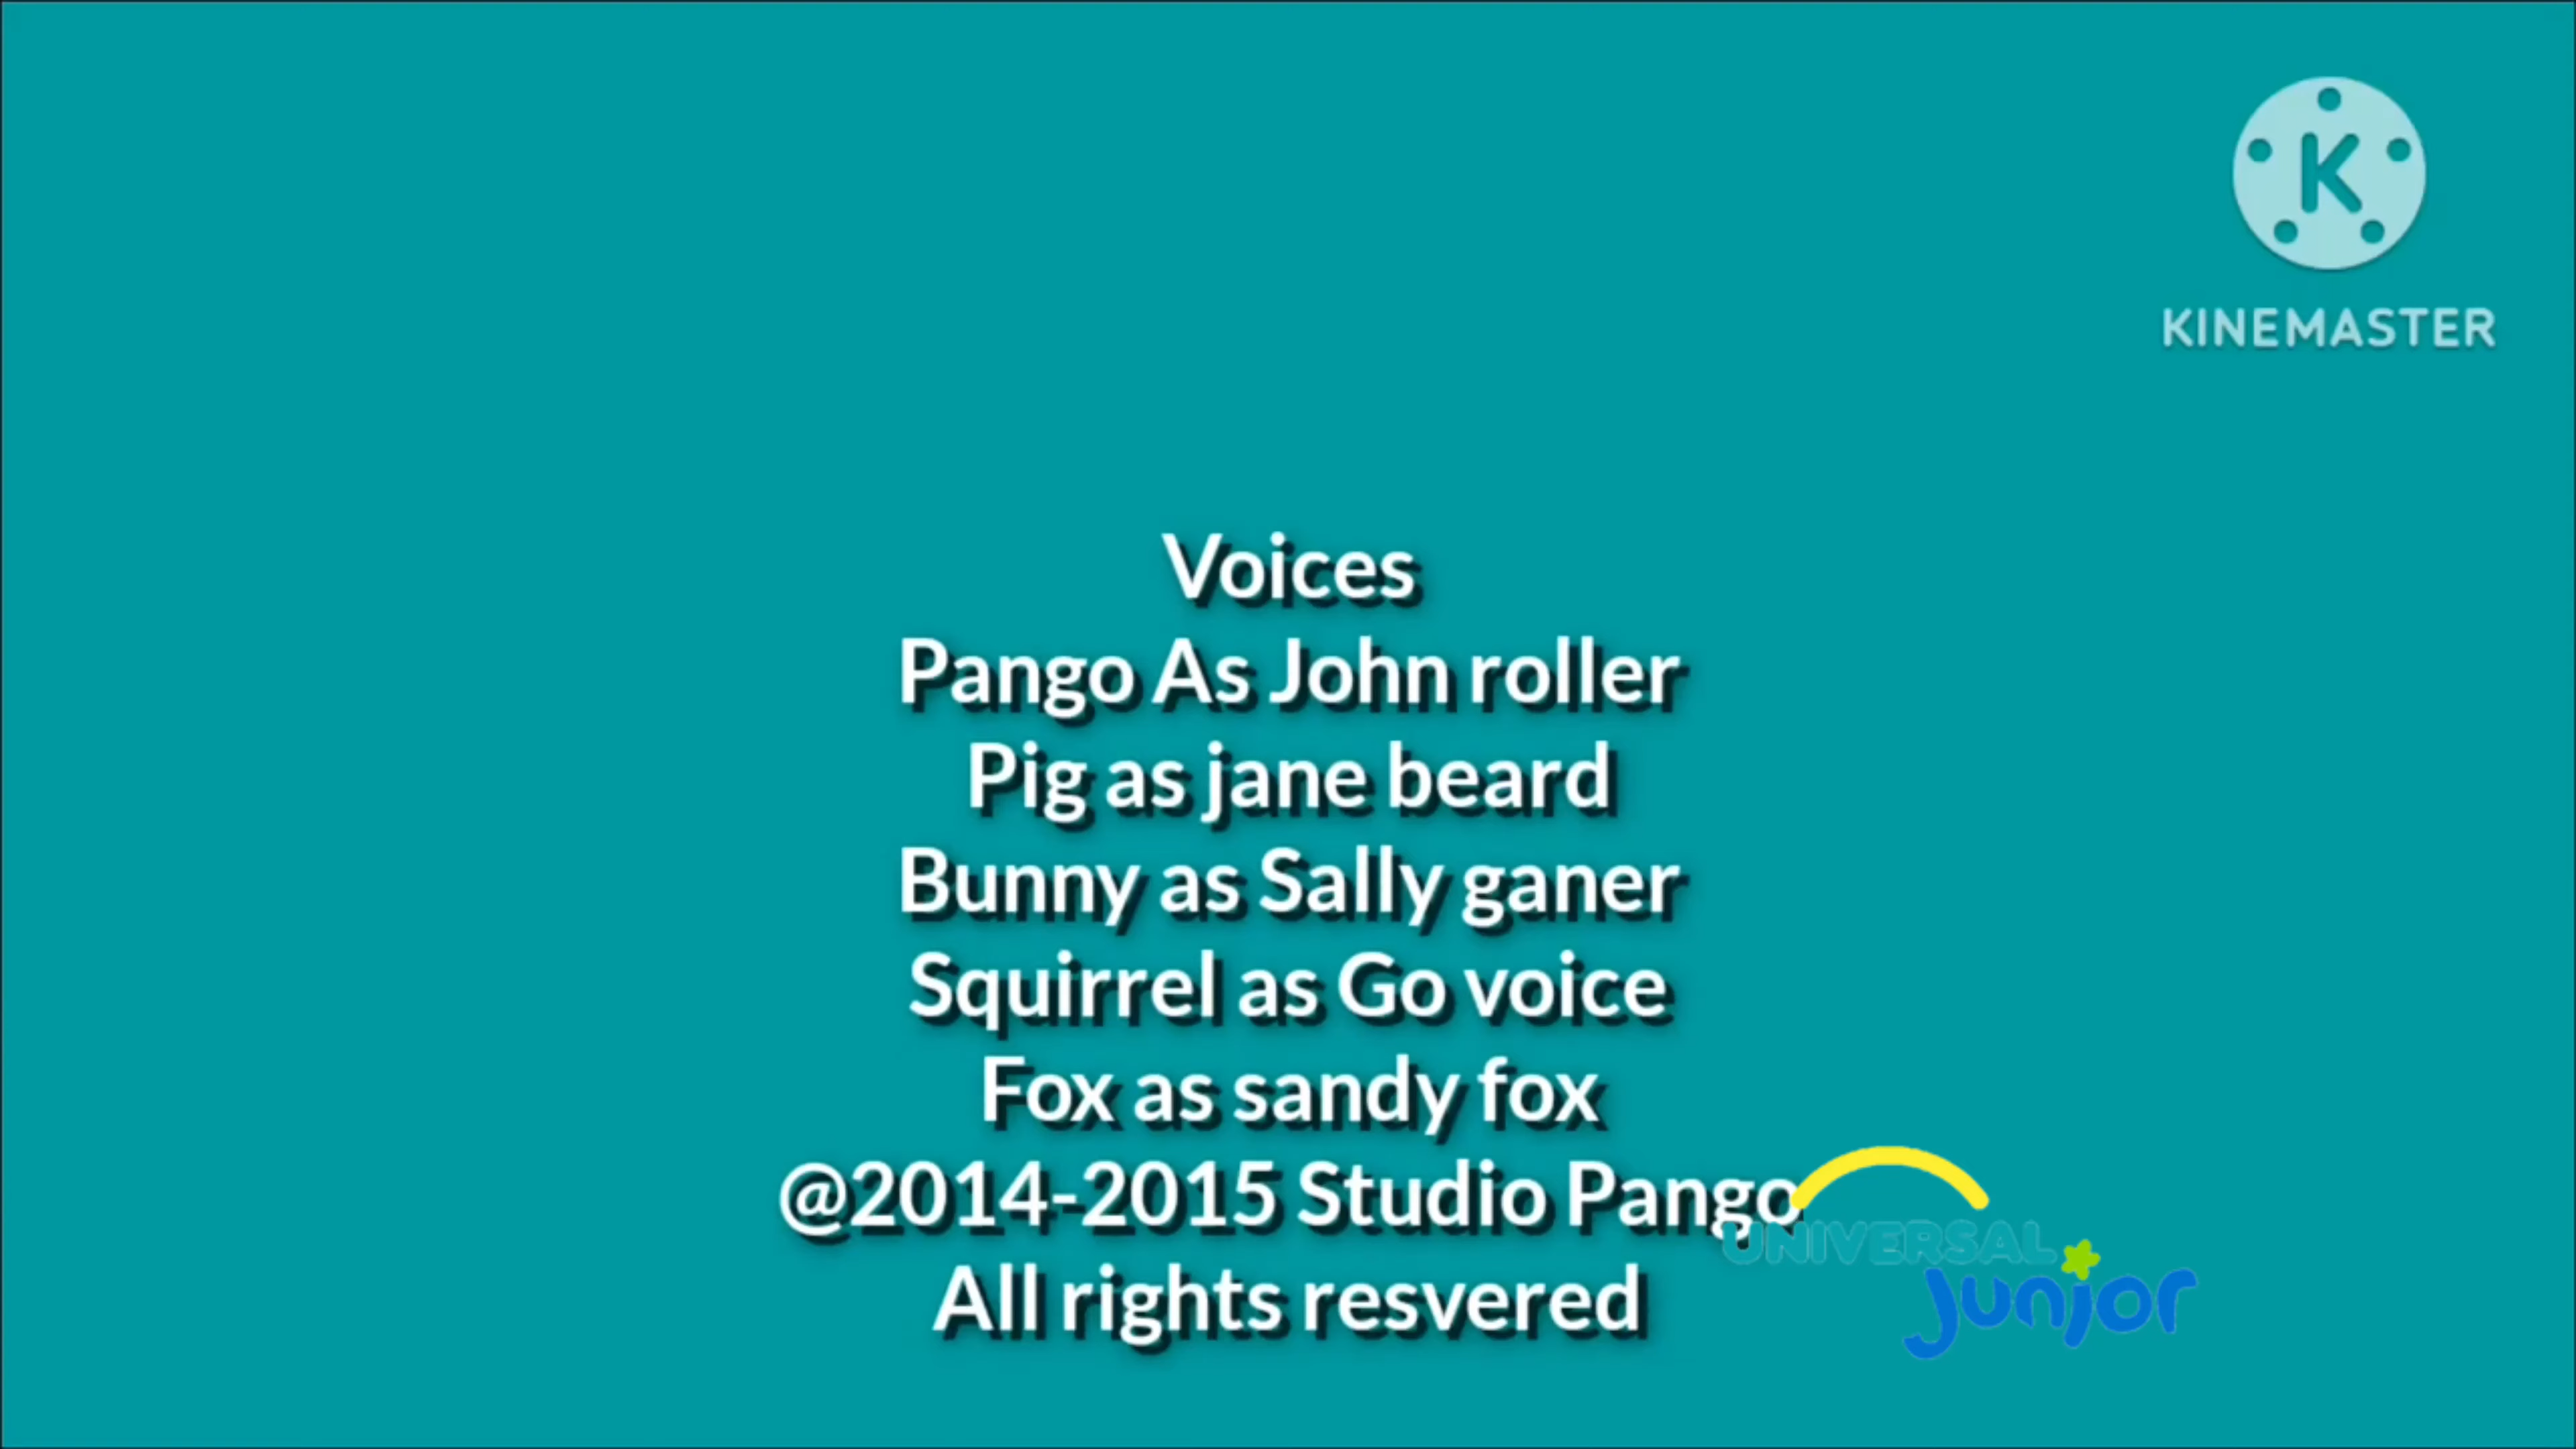 KINEMASTER
Voices
Pango As John roller
Pig as jane beard
Bunny as Sally ganer
Squirrel as Go voice
Fox as sandy fox
@2014-2015 Studio Pango
All rights resvered
UNIVERSAL
Junior